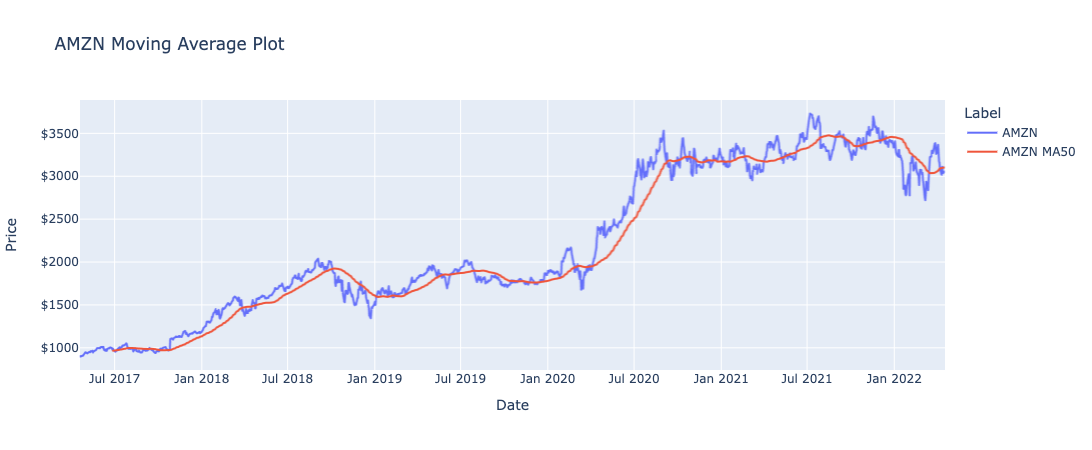 AMZN Moving Average Plot
Label
AMZN
AMZN MA50
$3500
$3000
$2500
$2000
$1500
$1000
Price
Jul 2017 Jan 2018 Jul 2018 Jan 2019 Jul 2019 Jan 2020 Jul 2020 Jan 2021 Jul 2021 Jan 2022
Date